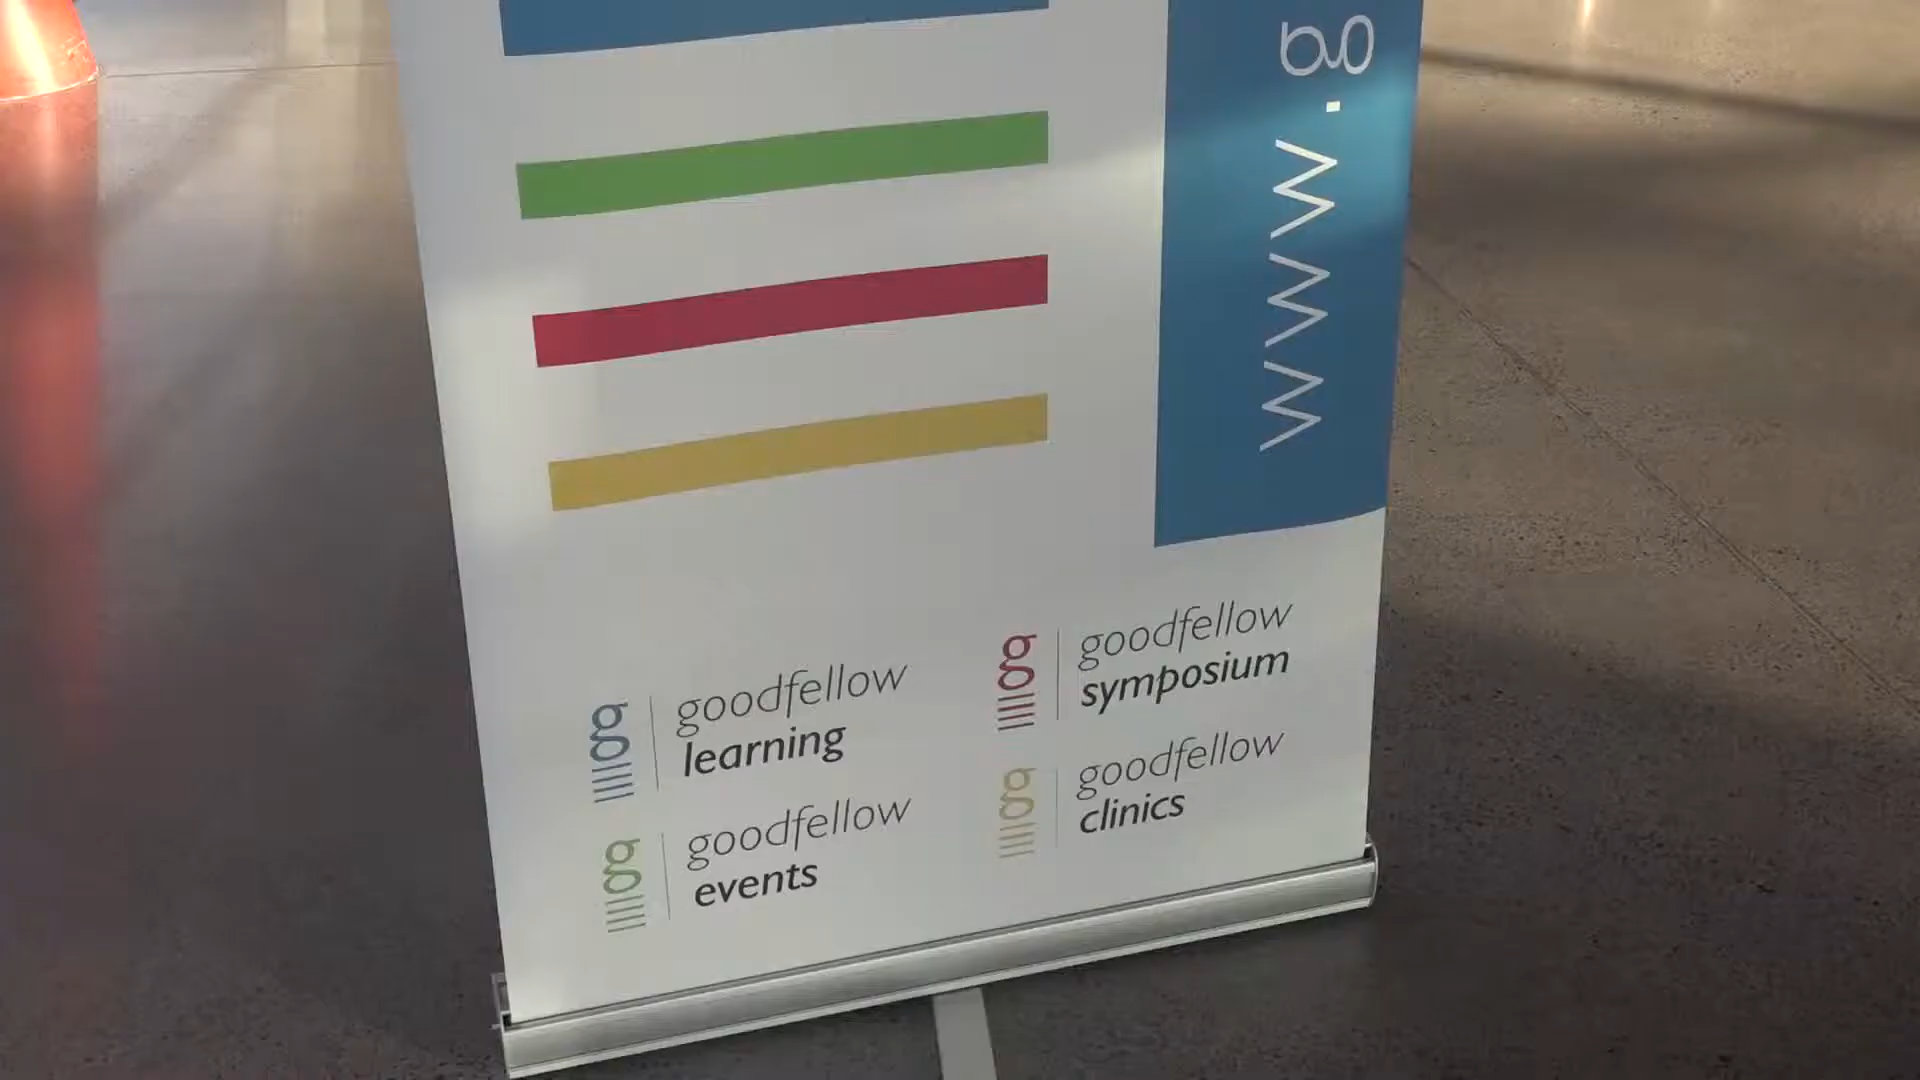 www.g
goodfellow
learning
goodfellow
events
goodfellow
symposium
goodfellow
clinics